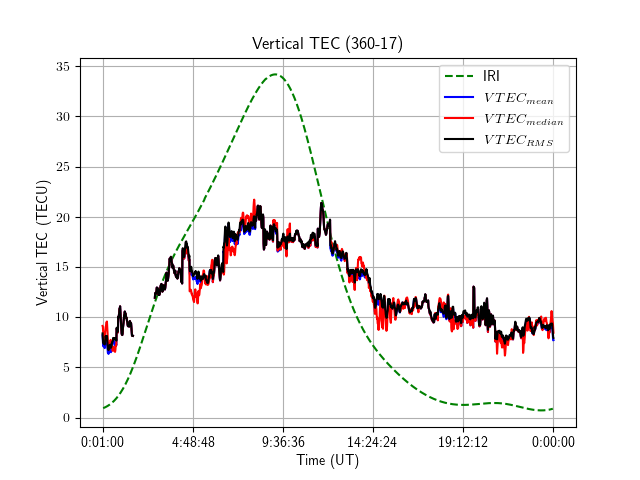 Vertical TEC (360-17)
IRI
VTEC_mean
VTEC_median
VTEC_RMS
Vertical TEC (TECU)
35
30
25
20
15
10
5
0
0:01:00 4:48:48 9:36:36 14:24:24 19:12:12 0:00:00
Time (UT)